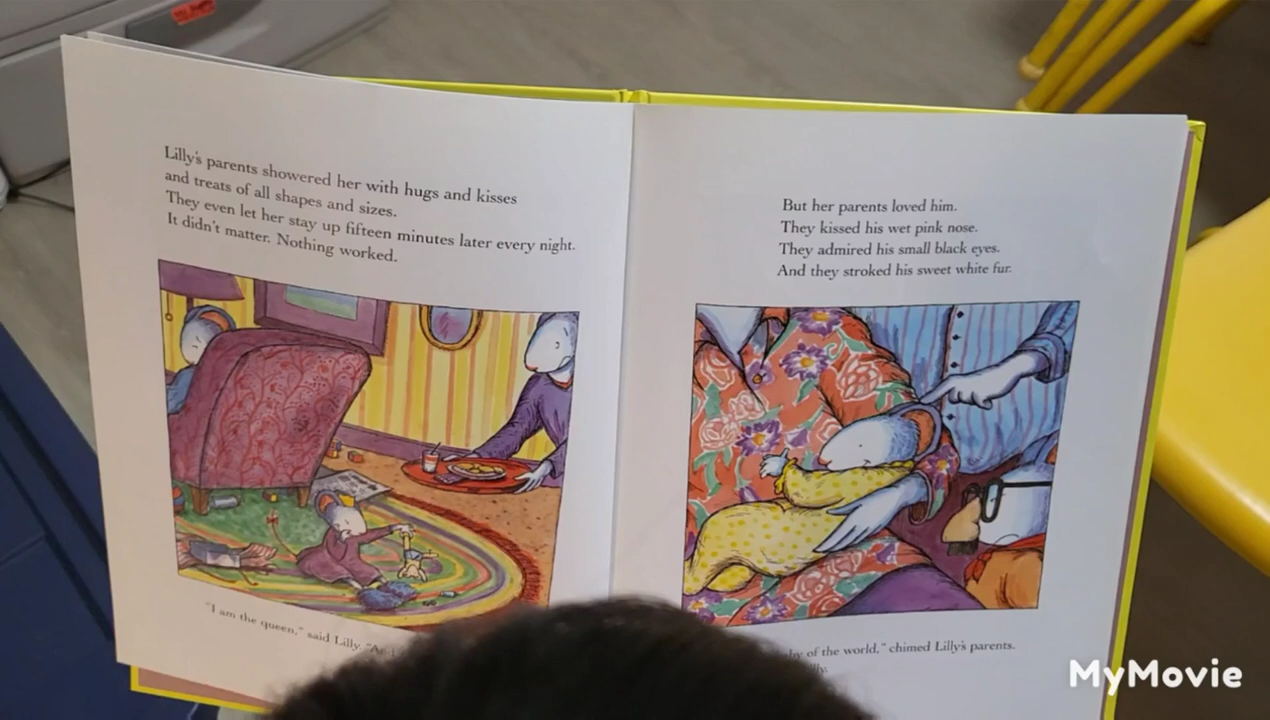 Lilly's parents showered her with hugs and kisses
and treats of all shapes and sizes.
They even let her stay up fifteen minutes later every night.
It didn't matter. Nothing worked.
"I am the queen," said Lilly.
But her parents loved him.
They kissed his wet pink nose.
They admired his small black eyes.
And they stroked his sweet white fur.
of the world," chimed Lilly's parents.
MyMovie